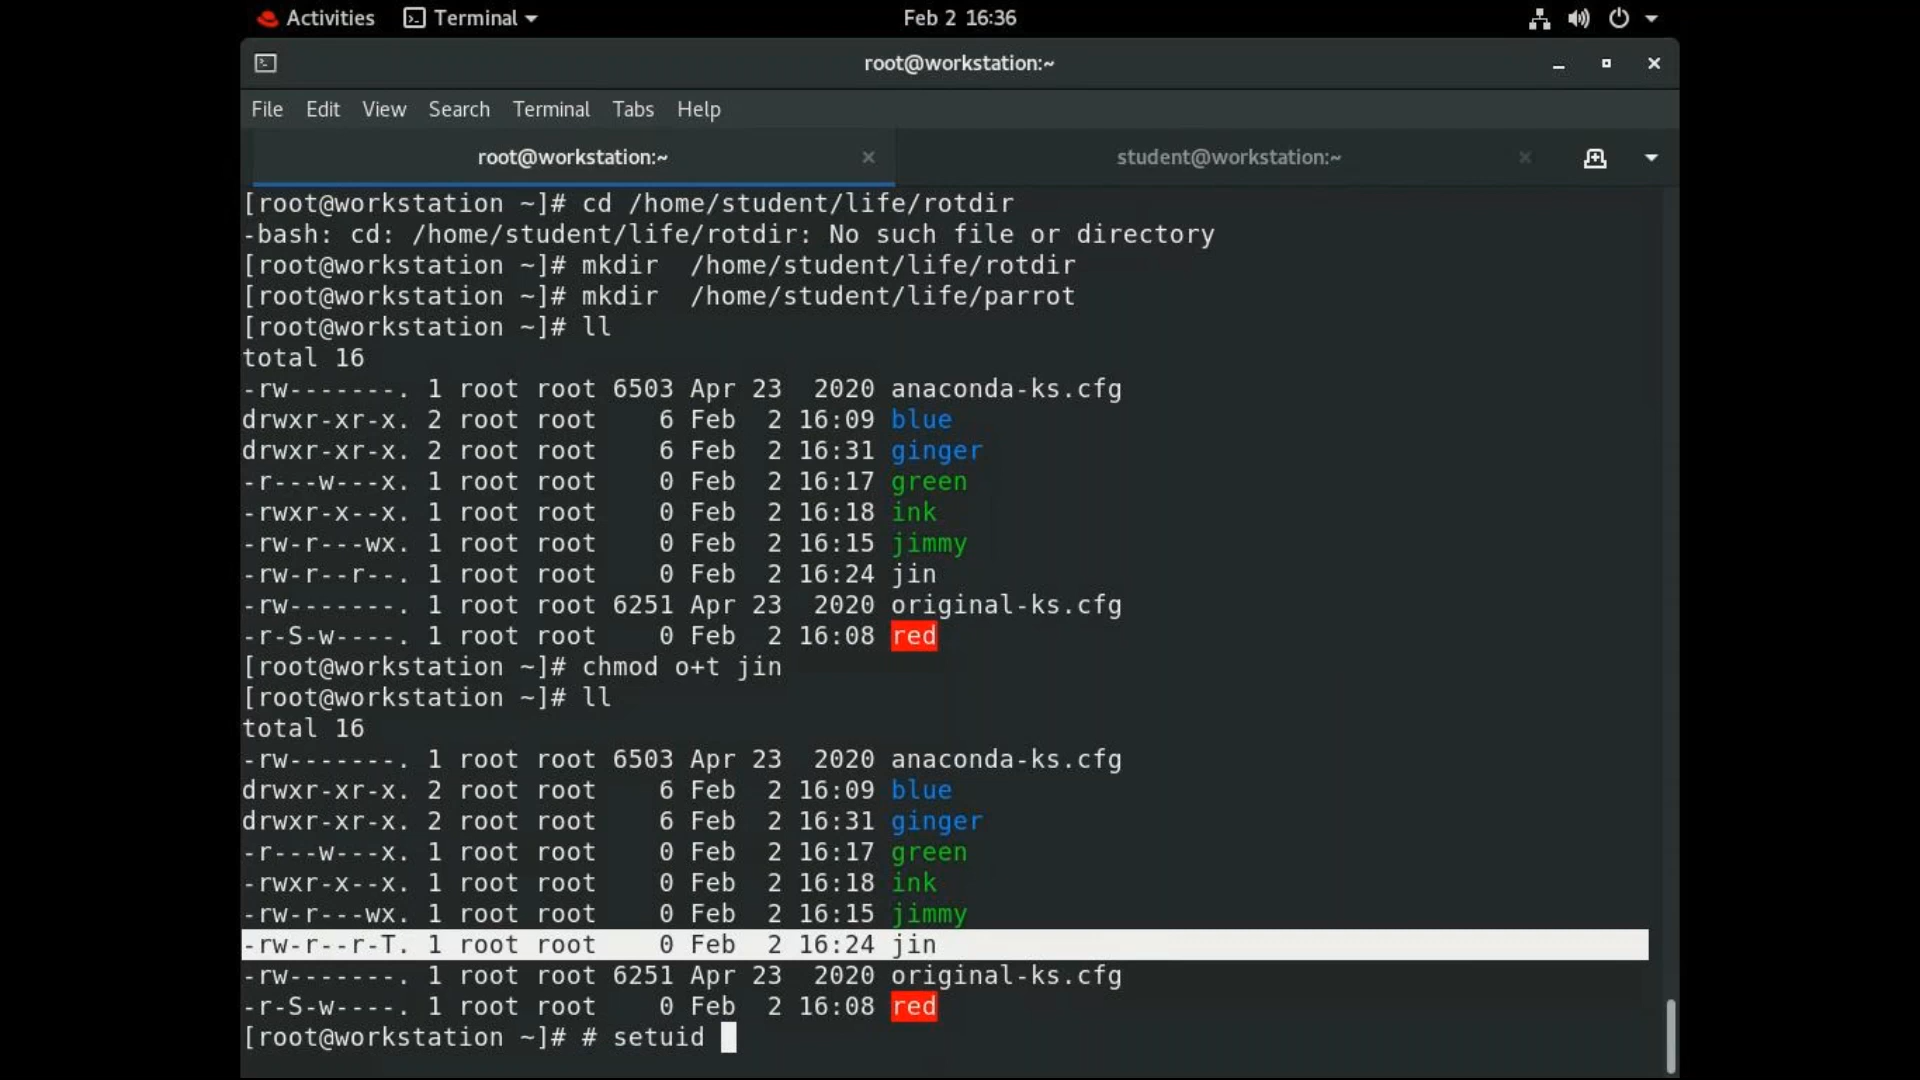 Activities Terminal Feb 2 16:36
root@workstation:~
File Edit View Search Terminal Tabs Help
root@workstation:~ student@workstation:~
[root@workstation ~]# cd /home/student/life/rotdir
-bash: cd: /home/student/life/rotdir: No such file or directory
[root@workstation ~]# mkdir  /home/student/life/rotdir
[root@workstation ~]# mkdir  /home/student/life/parrot
[root@workstation ~]# ll
total 16
-rw-------. 1 root root 6503 Apr 23  2020 anaconda-ks.cfg
drwxr-xr-x. 2 root root    6 Feb  2 16:09 blue
drwxr-xr-x. 2 root root    6 Feb  2 16:31 ginger
-r---w---x. 1 root root    0 Feb  2 16:17 green
-rwxr-x--x. 1 root root    0 Feb  2 16:18 ink
-rw-r---wx. 1 root root    0 Feb  2 16:15 jimmy
-rw-r--r--. 1 root root    0 Feb  2 16:24 jin
-rw-------. 1 root root 6251 Apr 23  2020 original-ks.cfg
-r-S-w----. 1 root root    0 Feb  2 16:08 red
[root@workstation ~]# chmod o+t jin
[root@workstation ~]# ll
total 16
-rw-------. 1 root root 6503 Apr 23  2020 anaconda-ks.cfg
drwxr-xr-x. 2 root root    6 Feb  2 16:09 blue
drwxr-xr-x. 2 root root    6 Feb  2 16:31 ginger
-r---w---x. 1 root root    0 Feb  2 16:17 green
-rwxr-x--x. 1 root root    0 Feb  2 16:18 ink
-rw-r---wx. 1 root root    0 Feb  2 16:15 jimmy
-rw-r--r-T. 1 root root    0 Feb  2 16:24 jin
-rw-------. 1 root root 6251 Apr 23  2020 original-ks.cfg
-r-S-w----. 1 root root    0 Feb  2 16:08 red
[root@workstation ~]# # setuid